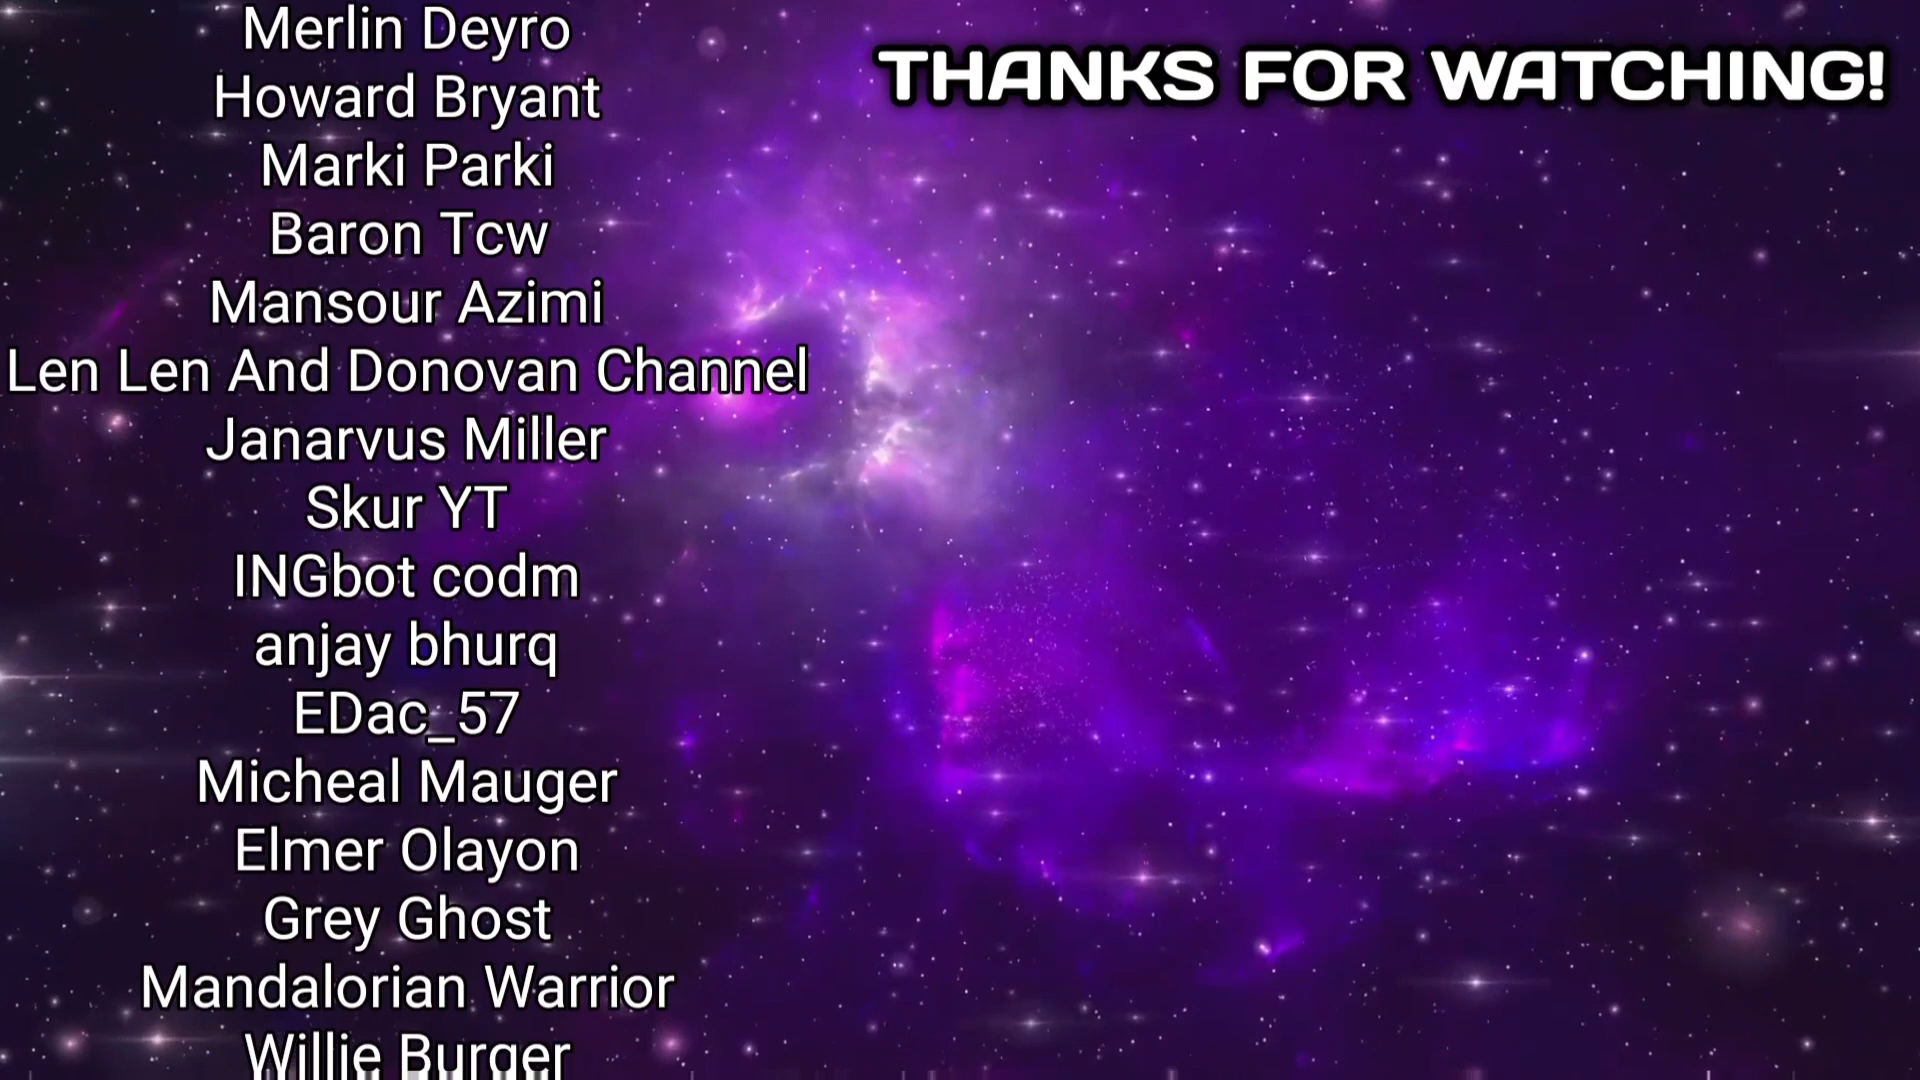 Merlin Deyro
THANKS FOR WATCHING!
Howard Bryant
Marki Parki
Baron Tcw
Mansour Azimi
Len Len And Donovan Channel
Janarvus Miller
Skur YT
INGbot codm
anjay bhurq
EDac_57
Micheal Mauger
Elmer Olayon
Grey Ghost
Mandalorian Warrior
Willie Burger